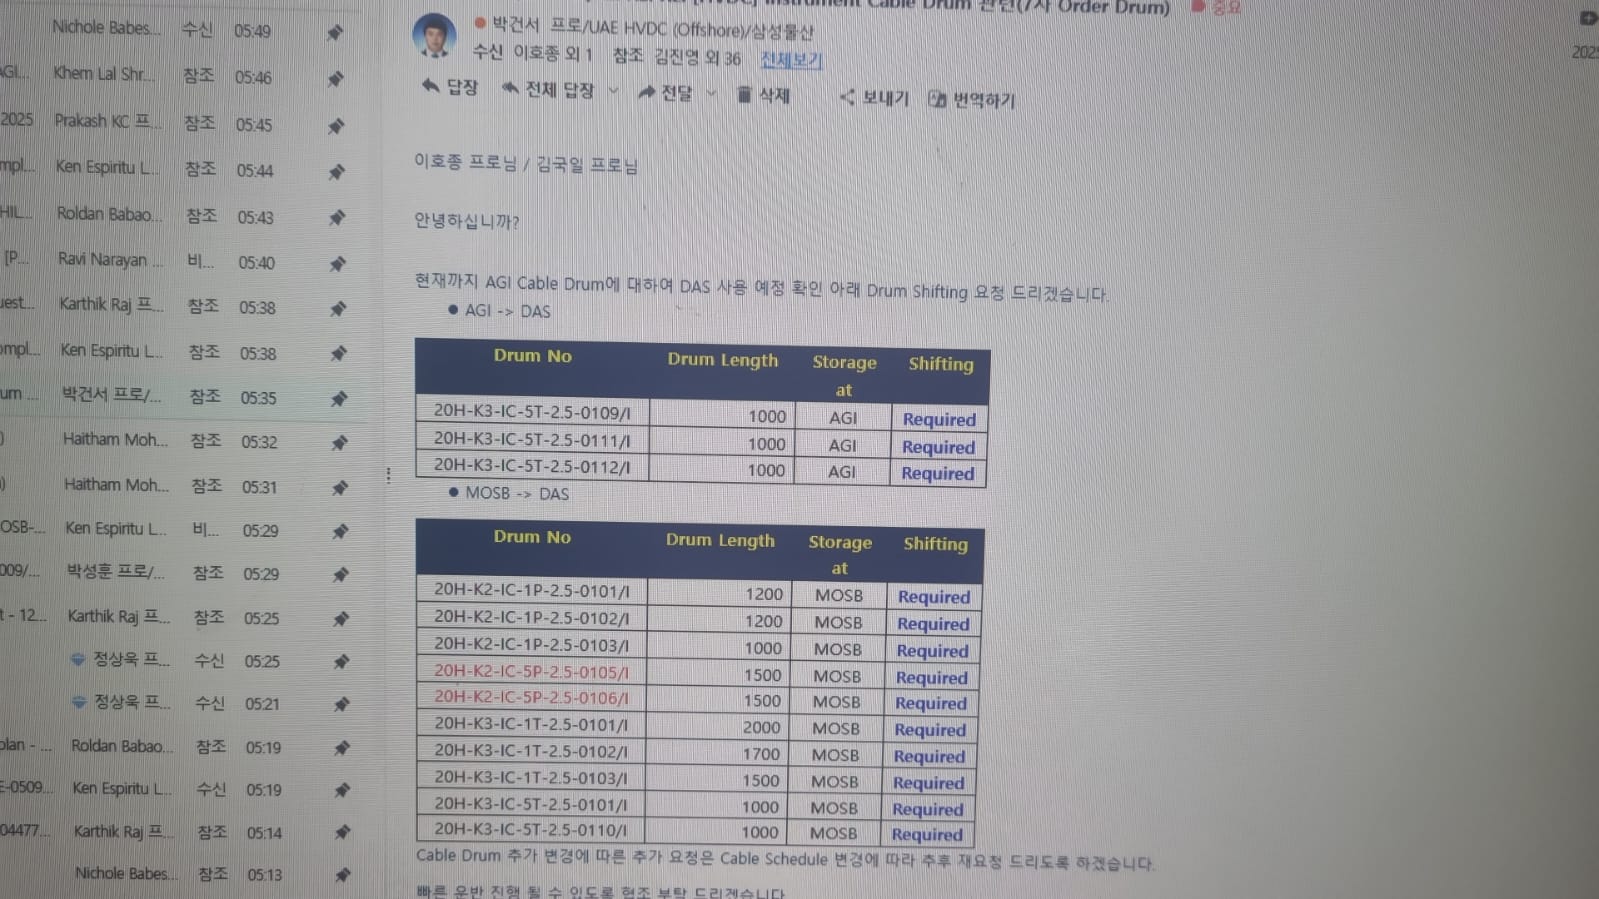 Instrument Cable Drum 관련(7차 Order Drum) 중요
박건서 프로/UAE HVDC (Offshore)/삼성물산
수신 이호종 외 1 참조 김진영 외 36 전체보기
답장 전체 답장 전달 삭제 보내기 번역하기
2025
이호종 프로님 / 김국일 프로님
안녕하십니까?
현재까지 AGI Cable Drum에 대하여 DAS 사용 예정 확인 아래 Drum Shifting 요청 드리겠습니다.
● AGI -> DAS
Drum No Drum Length Storage at Shifting
20H-K3-IC-5T-2.5-0109/I 1000 AGI Required
20H-K3-IC-5T-2.5-0111/I 1000 AGI Required
20H-K3-IC-5T-2.5-0112/I 1000 AGI Required
● MOSB -> DAS
Drum No Drum Length Storage at Shifting
20H-K2-IC-1P-2.5-0101/I 1200 MOSB Required
20H-K2-IC-1P-2.5-0102/I 1200 MOSB Required
20H-K2-IC-1P-2.5-0103/I 1000 MOSB Required
20H-K2-IC-5P-2.5-0105/I 1500 MOSB Required
20H-K2-IC-5P-2.5-0106/I 1500 MOSB Required
20H-K3-IC-1T-2.5-0101/I 2000 MOSB Required
20H-K3-IC-1T-2.5-0102/I 1700 MOSB Required
20H-K3-IC-1T-2.5-0103/I 1500 MOSB Required
20H-K3-IC-5T-2.5-0101/I 1000 MOSB Required
20H-K3-IC-5T-2.5-0110/I 1000 MOSB Required
Cable Drum 추가 변경에 따른 추가 요청은 Cable Schedule 변경에 따라 추후 재요청 드리도록 하겠습니다.
빠른 운반 진행 될 수 있도록 협조 부탁 드리겠습니다
Nichole Babes... 수신 05:49
AGI... Khem Lal Shr... 참조 05:46
2025 Prakash KC 프... 참조 05:45
mpl... Ken Espiritu L... 참조 05:44
HIL... Roldan Babao... 참조 05:43
[P... Ravi Narayan ... 비... 05:40
uest... Karthik Raj 프... 참조 05:38
ompl... Ken Espiritu L... 참조 05:38
um ... 박건서 프로/... 참조 05:35
) Haitham Moh... 참조 05:32
) Haitham Moh... 참조 05:31
OSB-... Ken Espiritu L... 비... 05:29
009/... 박성훈 프로/... 참조 05:29
t - 12... Karthik Raj 프... 참조 05:25
정상욱 프... 수신 05:25
정상욱 프... 수신 05:21
plan - ... Roldan Babao... 참조 05:19
E-0509... Ken Espiritu L... 수신 05:19
04477... Karthik Raj 프... 참조 05:14
Nichole Babes... 참조 05:13